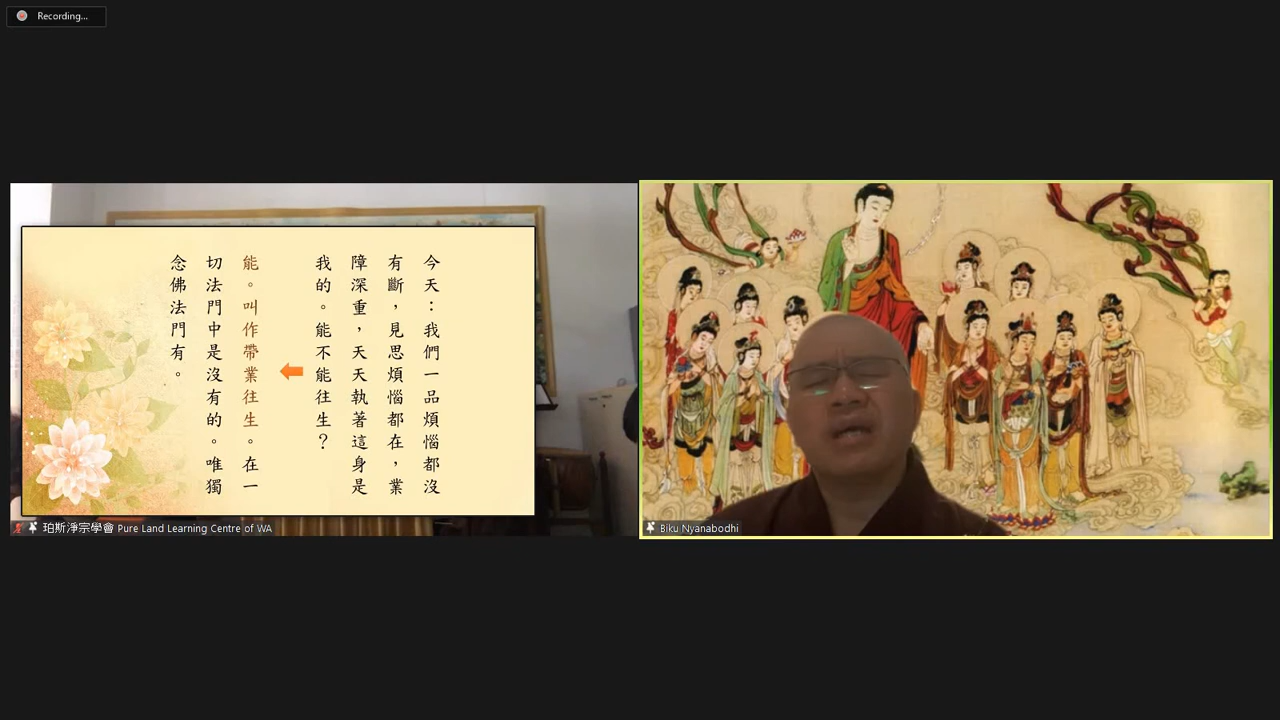 Recording...
今天：我們一品煩惱都沒
有斷，見思煩惱都在，業
障深重，天天執著這身是
我的。能不能往生？
能。叫作帶業往生。在一
切法門中是沒有的。唯獨
念佛法門有。
珀斯淨宗學會 Pure Land Learning Centre of WA
Biku Nyanabodhi